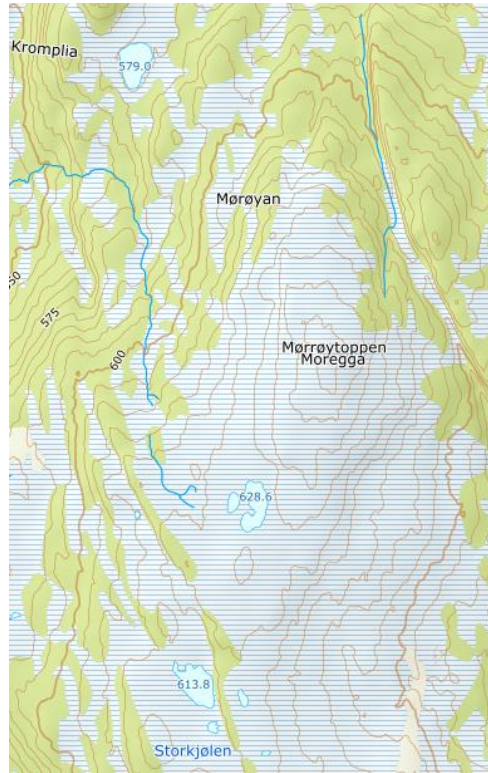 Kromplia
579.0
Mørøyan
Mørrøytoppen
Moregga
575
600
628.6
613.8
Storkjølen